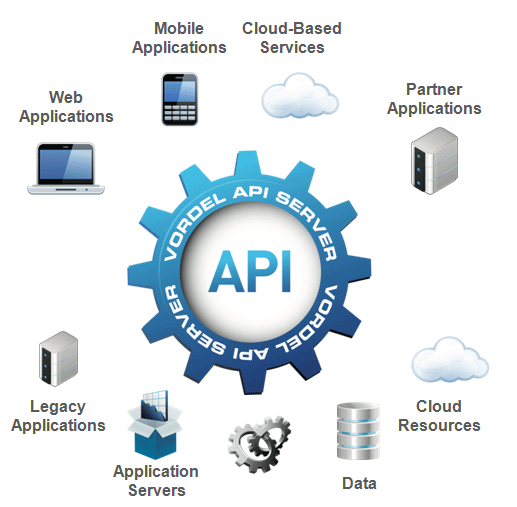 Mobile
Applications
Cloud-Based
Services
Web
Applications
Partner
Applications
VORDEL API SERVER
API
VORDEL API SERVER
Legacy
Applications
Cloud
Resources
Application
Servers
Data